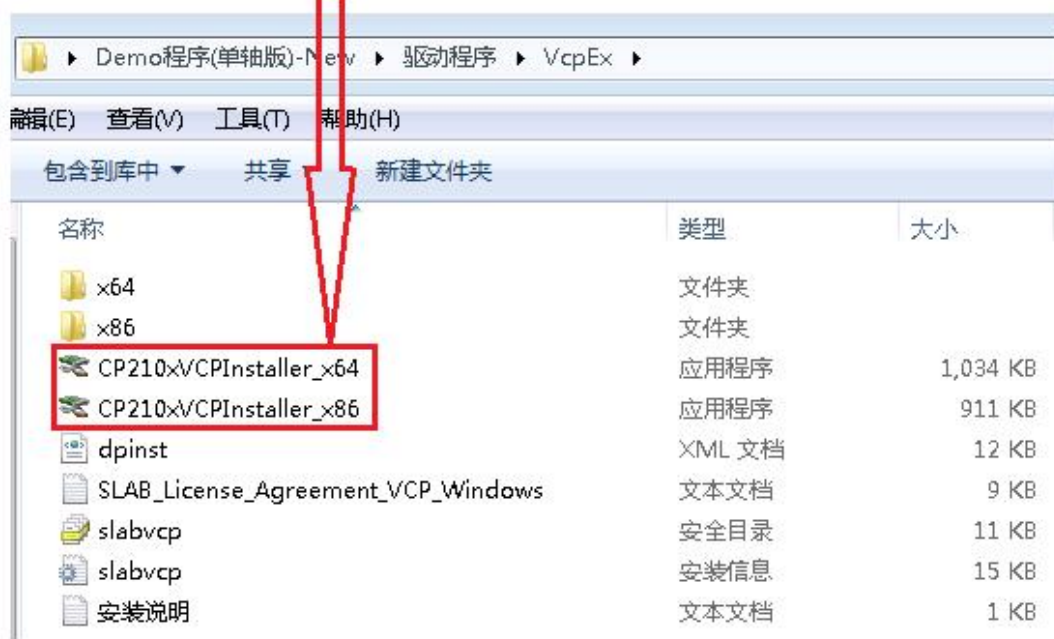 Demo程序(单轴版)-New ▸ 驱动程序 ▸ VcpEx ▸
编辑(E) 查看(V) 工具(T) 帮助(H)
包含到库中 共享 新建文件夹
名称 类型 大小
x64 文件夹
x86 文件夹
CP210xVCPInstaller_x64 应用程序 1,034 KB
CP210xVCPInstaller_x86 应用程序 911 KB
dpinst XML 文档 12 KB
SLAB_License_Agreement_VCP_Windows 文本文档 9 KB
slabvcp 安全目录 11 KB
slabvcp 安装信息 15 KB
安装说明 文本文档 1 KB